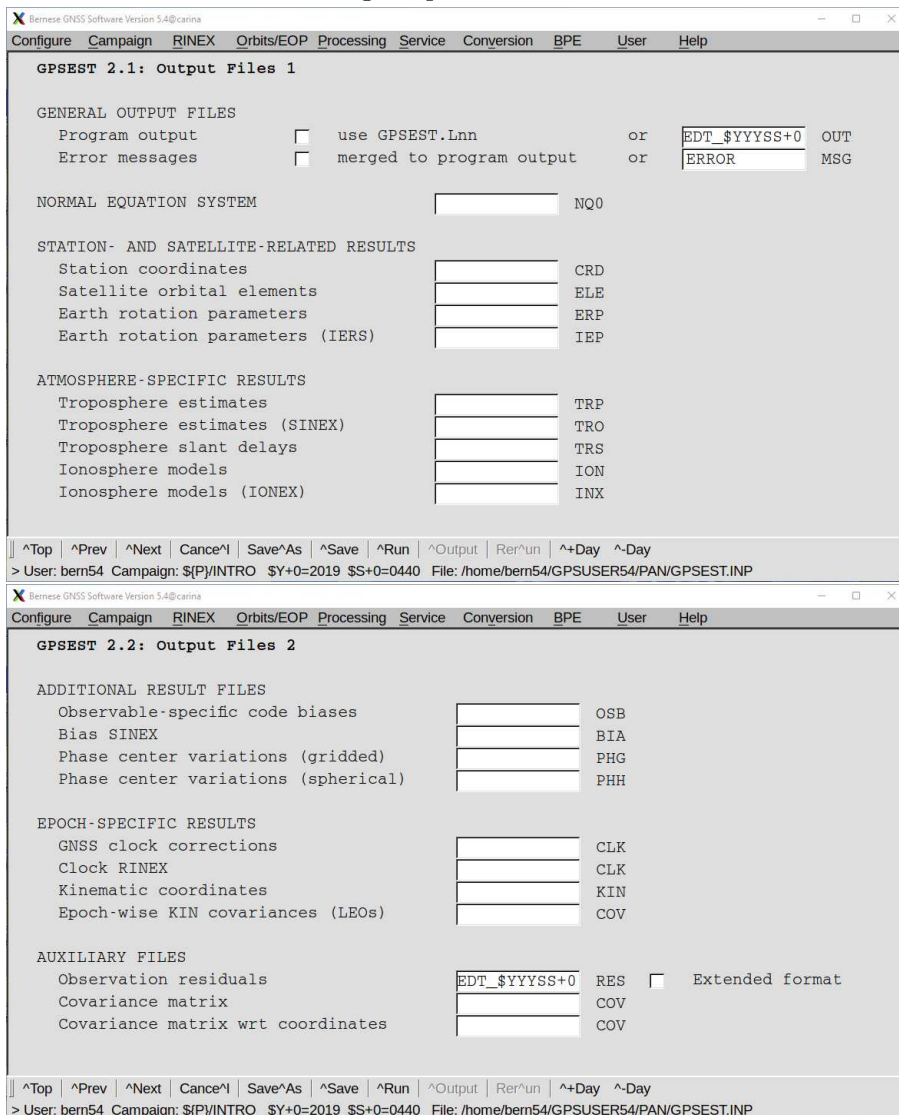 Bernese GNSS Software Version 5.4@carina
Configure Campaign RINEX Orbits/EOP Processing Service Conversion BPE User Help
GPSEST 2.1: Output Files 1
GENERAL OUTPUT FILES
Program output use GPSEST.Lnn or EDT_$YYYSS+0 OUT
Error messages merged to program output or ERROR MSG
NORMAL EQUATION SYSTEM NQ0
STATION- AND SATELLITE-RELATED RESULTS
Station coordinates CRD
Satellite orbital elements ELE
Earth rotation parameters ERP
Earth rotation parameters (IERS) IEP
ATMOSPHERE-SPECIFIC RESULTS
Troposphere estimates TRP
Troposphere estimates (SINEX) TRO
Troposphere slant delays TRS
Ionosphere models ION
Ionosphere models (IONEX) INX
^Top | ^Prev | ^Next | Cance^l | Save^As | ^Save | ^Run | ^Output | Rer^un | ^+Day ^-Day
> User: bern54 Campaign: ${P}/INTRO $Y+0=2019 $S+0=0440 File: /home/bern54/GPSUSER54/PAN/GPSEST.INP
Bernese GNSS Software Version 5.4@carina
Configure Campaign RINEX Orbits/EOP Processing Service Conversion BPE User Help
GPSEST 2.2: Output Files 2
ADDITIONAL RESULT FILES
Observable-specific code biases OSB
Bias SINEX BIA
Phase center variations (gridded) PHG
Phase center variations (spherical) PHH
EPOCH-SPECIFIC RESULTS
GNSS clock corrections CLK
Clock RINEX CLK
Kinematic coordinates KIN
Epoch-wise KIN covariances (LEOs) COV
AUXILIARY FILES
Observation residuals EDT_$YYYSS+0 RES Extended format
Covariance matrix COV
Covariance matrix wrt coordinates COV
^Top | ^Prev | ^Next | Cance^l | Save^As | ^Save | ^Run | ^Output | Rer^un | ^+Day ^-Day
> User: bern54 Campaign: ${P}/INTRO $Y+0=2019 $S+0=0440 File: /home/bern54/GPSUSER54/PAN/GPSEST.INP